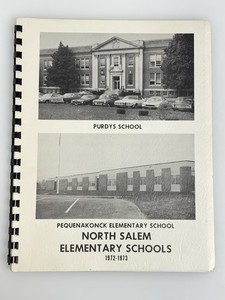 PURDYS SCHOOL
PEQUENAKONCK ELEMENTARY SCHOOL
NORTH SALEM
ELEMENTARY SCHOOLS
1972-1973